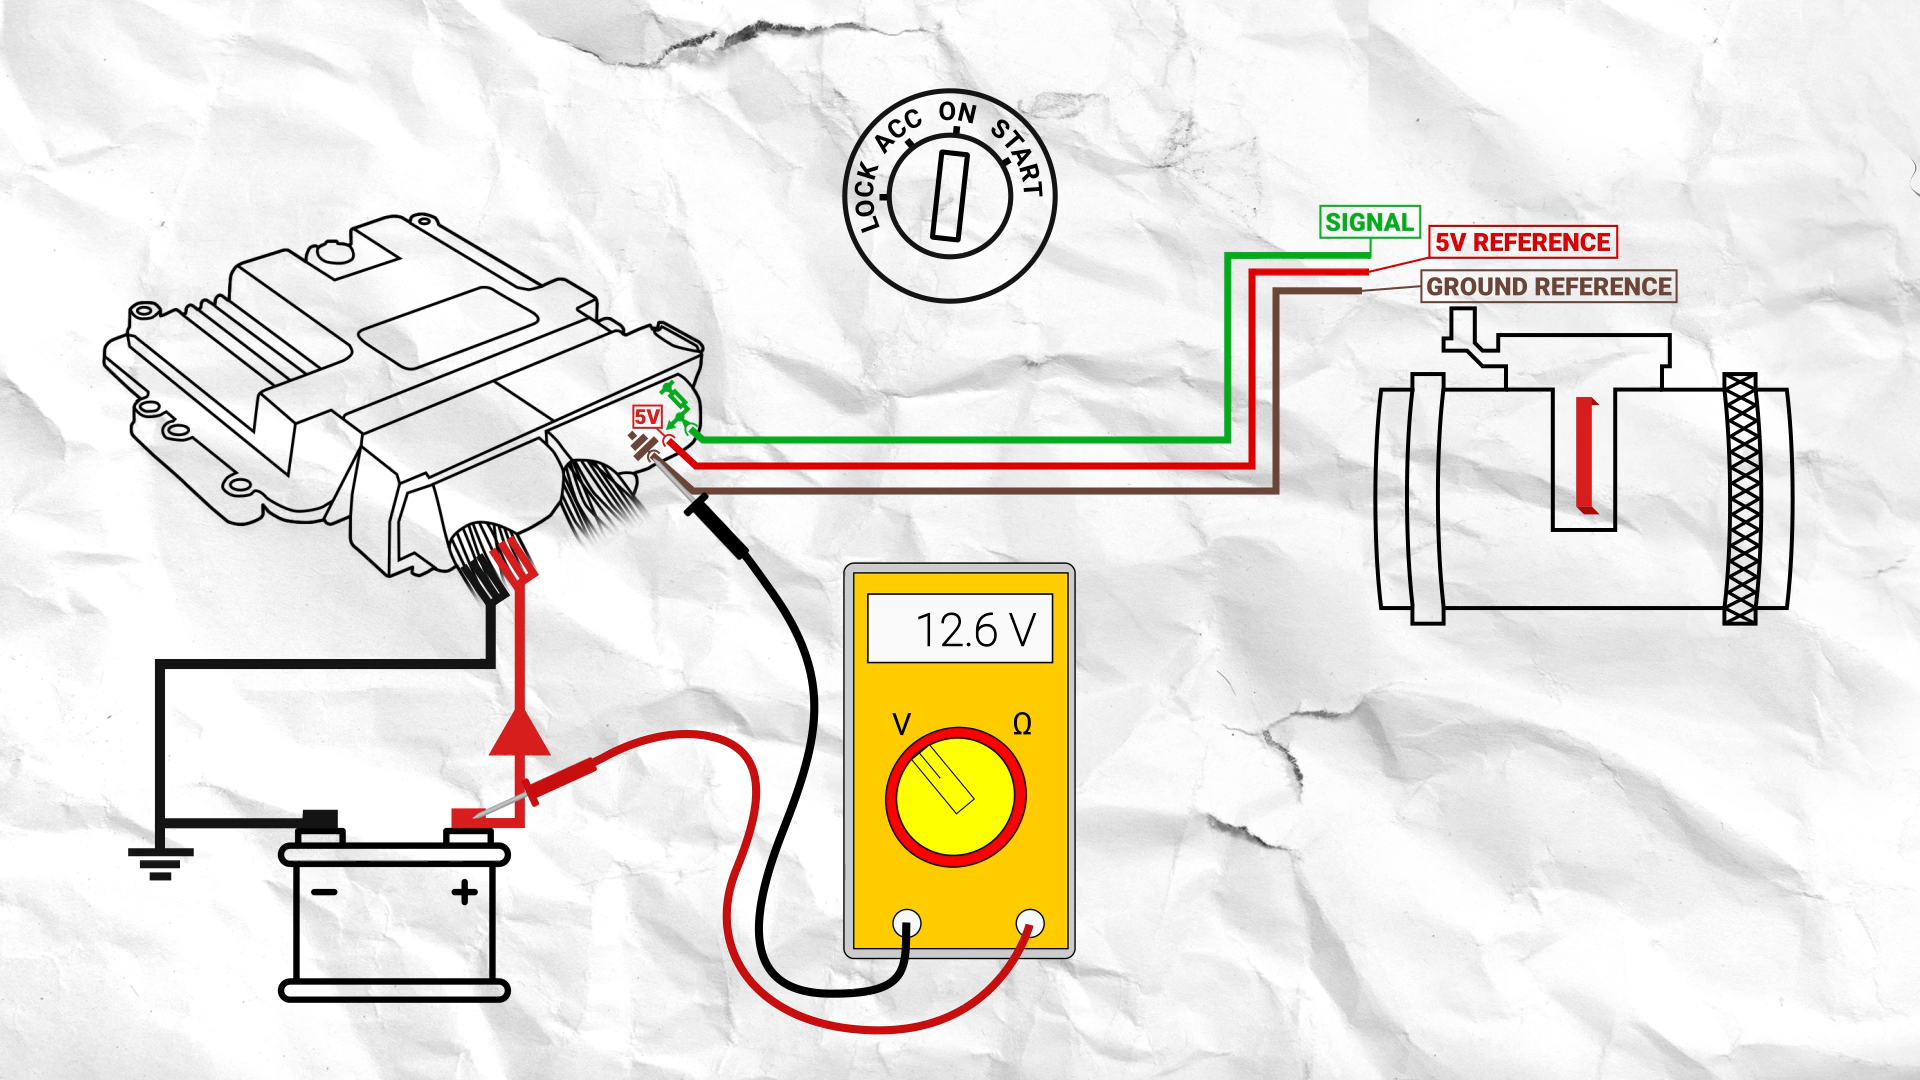 LOCK ACC ON START
SIGNAL
5V REFERENCE
GROUND REFERENCE
5V
12.6 V
V Ω
− +